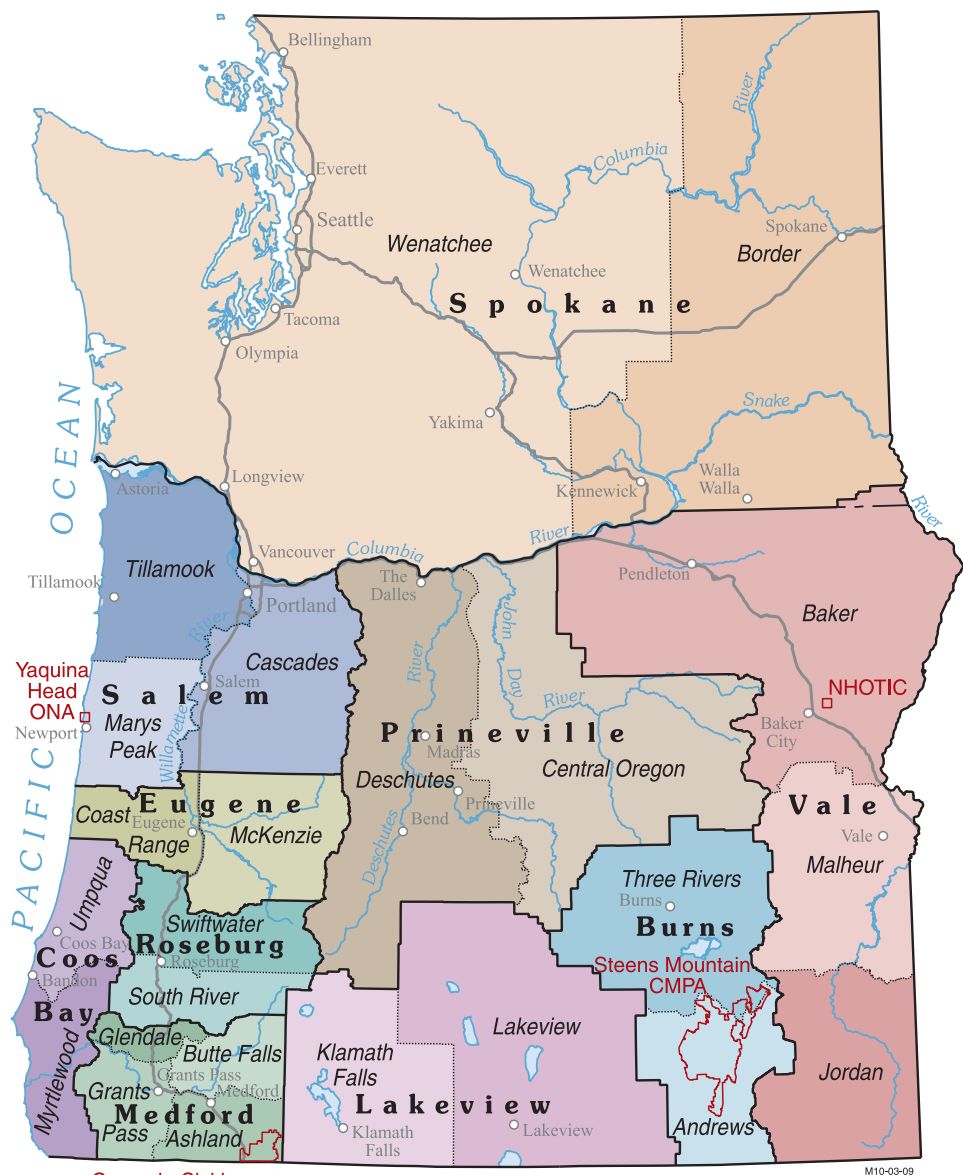 Bellingham
River
Columbia
Everett
Seattle
Spokane
Wenatchee
Border
Wenatchee
Spokane
Tacoma
Olympia
Snake
Yakima
OCEAN
Walla
Walla
Longview
Kennewick
Astoria
River
River
Vancouver
Columbia
Tillamook
The
Dalles
Pendleton
Tillamook
Portland
John
Day
Baker
River
River
Cascades
Yaquina
Head
ONA
Salem
Salem
NHOTIC
River
Newport
Marys
Peak
Willamette
Prineville
Madras
Baker
City
Central Oregon
Deschutes
PACIFIC
Eugene
Prineville
Vale
Coast
Range
Eugene
McKenzie
Bend
Deschutes
Vale
Malheur
Umpqua
Three Rivers
Burns
Swiftwater
Burns
Coos Bay
Roseburg
Coos
Roseburg
Steens Mountain
CMPA
Bandon
South River
Bay
Lakeview
Glendale
Butte Falls
Klamath
Falls
Myrtlewood
Grants Pass
Jordan
Grants
Pass
Medford
Medford
Lakeview
Ashland
Klamath
Falls
Lakeview
Andrews
M10-03-09